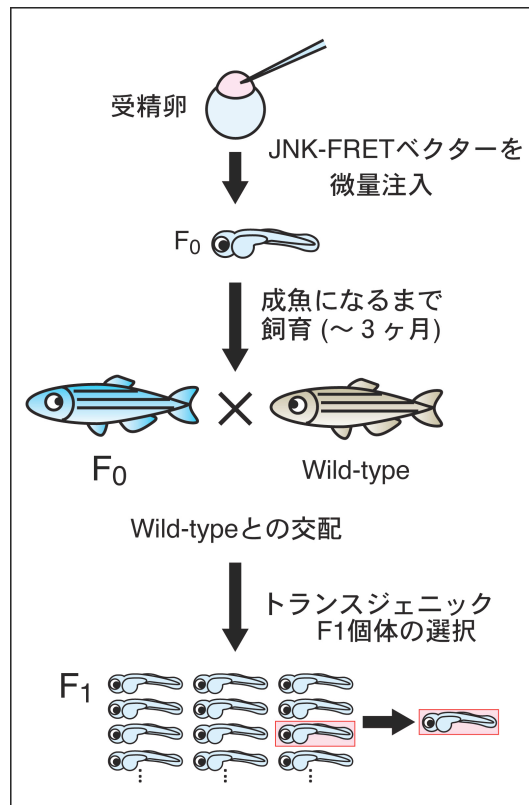 受精卵
JNK-FRETベクターを
微量注入
F0
成魚になるまで
飼育 (〜３ヶ月)
F0
Wild-type
Wild-typeとの交配
トランスジェニック
F1個体の選択
F1